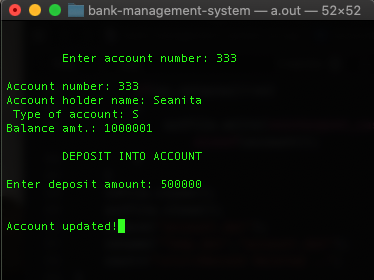 bank-management-system — a.out — 52×52
Enter account number: 333
Account number: 333
Account holder name: Seanita
Type of account: S
Balance amt.: 1000001
DEPOSIT INTO ACCOUNT
Enter deposit amount: 500000
Account updated!